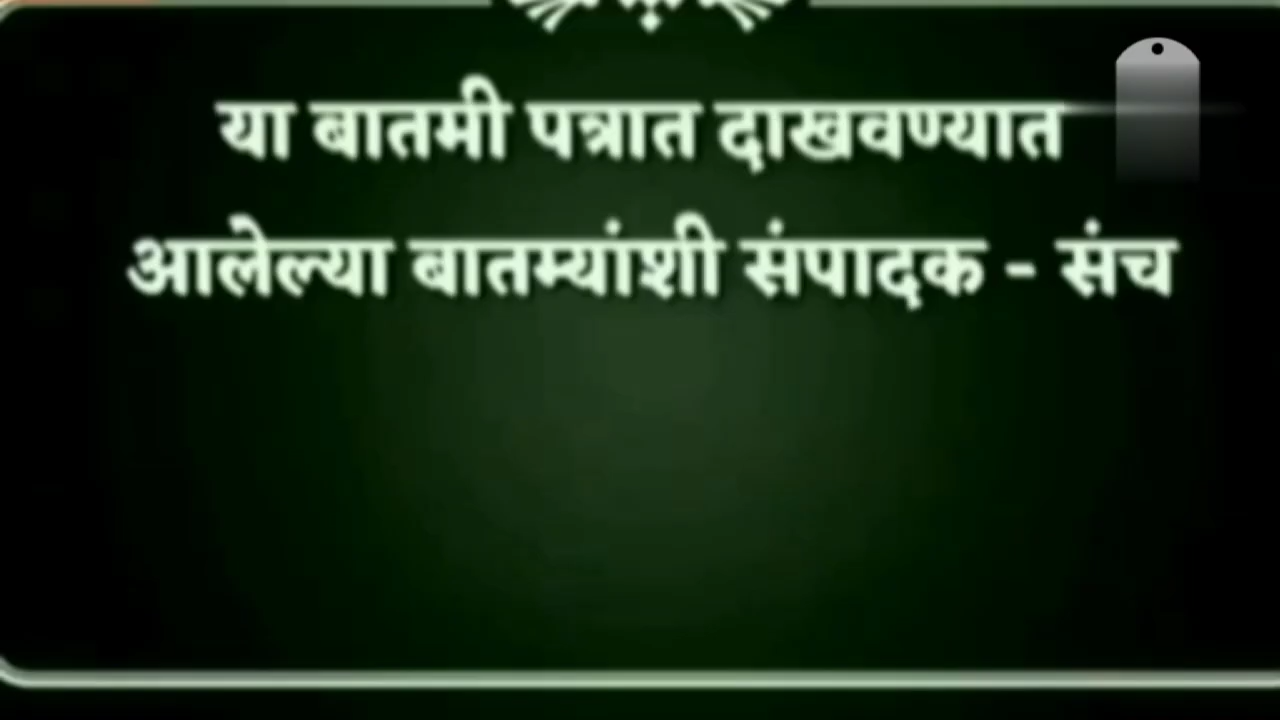 या बातमी पत्रात दाखवण्यात
आलेल्या बातम्यांशी संपादक - संच